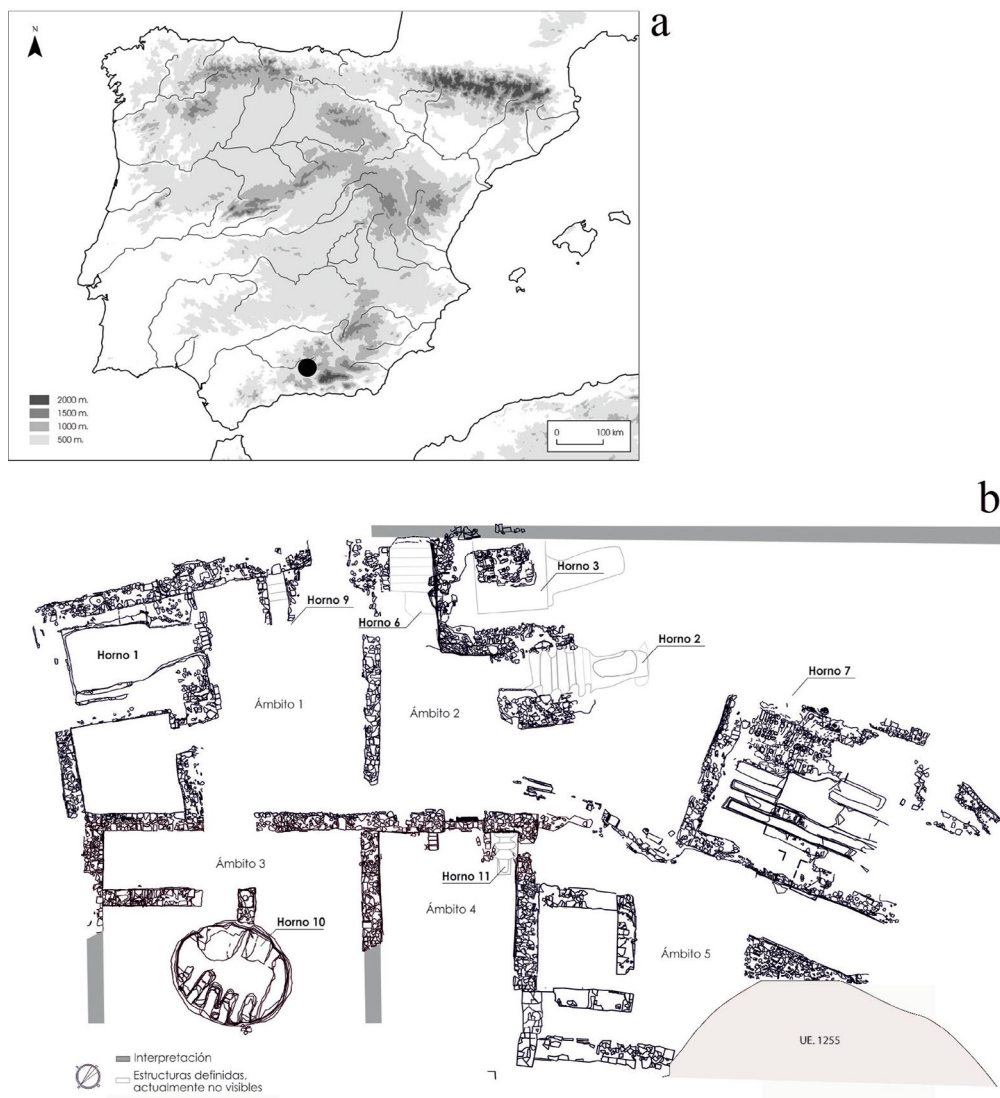 a
N
2000 m.
1500 m.
1000 m.
500 m.
0 100 km
b
Horno 3
Horno 9
Horno 6
Horno 2
Horno 1
Horno 7
Ámbito 1
Ámbito 2
Ámbito 3
Horno 11
Ámbito 4
Horno 10
Ámbito 5
UE. 1255
Interpretación
Estructuras definidas,
actualmente no visibles